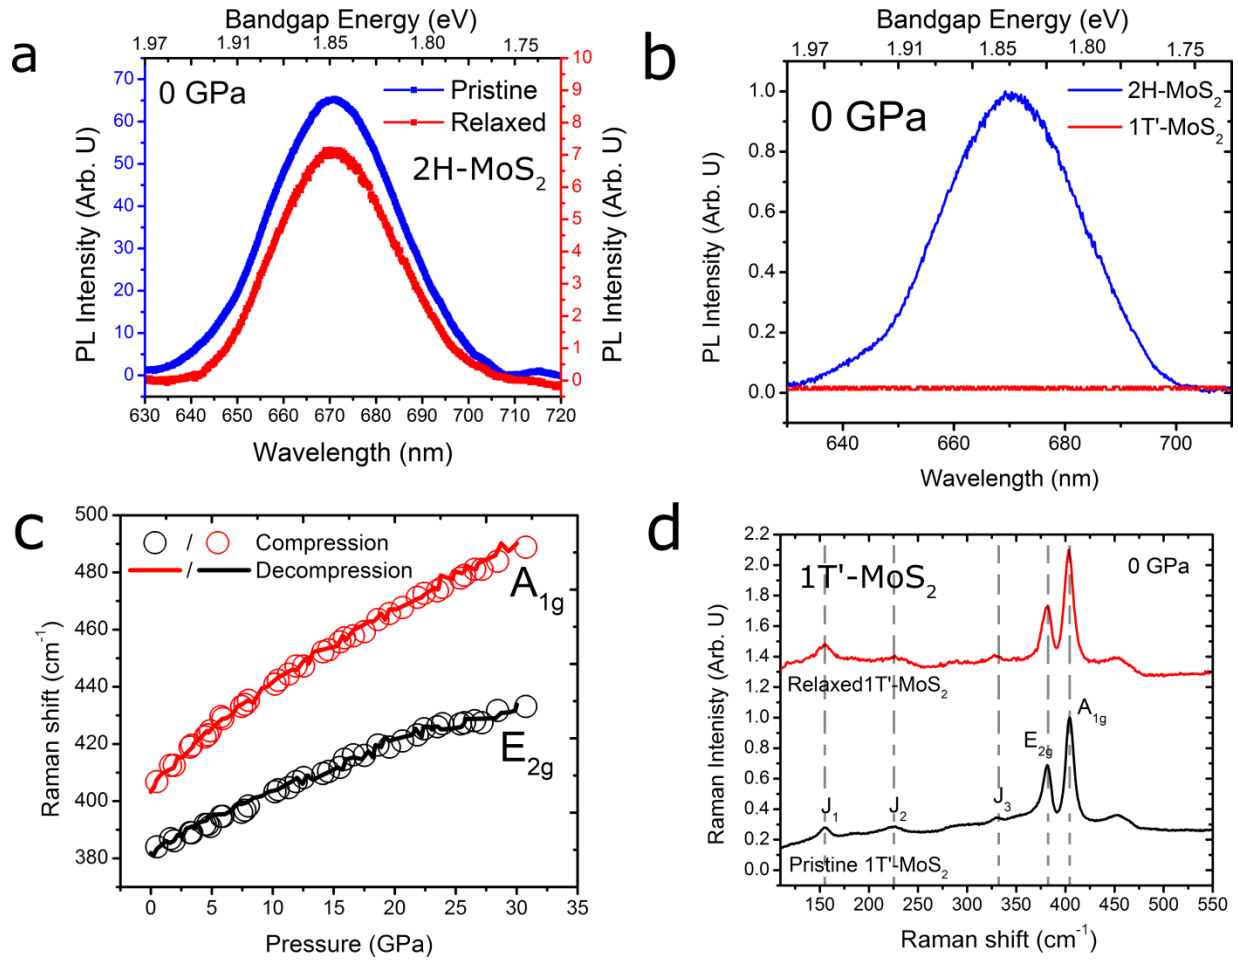 a
Bandgap Energy (eV)
1.97 1.91 1.85 1.80 1.75
0 GPa
Pristine
Relaxed
2H-MoS2
PL Intensity (Arb. U)
70
60
50
40
30
20
10
0
10
9
8
7
6
5
4
3
2
1
0
PL Intensity (Arb. U)
630 640 650 660 670 680 690 700 710 720
Wavelength (nm)
b
Bandgap Energy (eV)
1.97 1.91 1.85 1.80 1.75
0 GPa
2H-MoS2
1T'-MoS2
PL Intensity (Arb. U)
1.0
0.8
0.6
0.4
0.2
0.0
640 660 680 700
Wavelength (nm)
c
/ Compression
/ Decompression
A1g
E2g
Raman shift (cm-1)
500
480
460
440
420
400
380
0 5 10 15 20 25 30 35
Pressure (GPa)
d
1T'-MoS2
0 GPa
Relaxed1T'-MoS2
A1g
E2g
J1 J2 J3
Pristine 1T'-MoS2
Raman Intenisty (Arb. U)
2.2
2.0
1.8
1.6
1.4
1.2
1.0
0.8
0.6
0.4
0.2
0.0
150 200 250 300 350 400 450 500 550
Raman shift (cm-1)